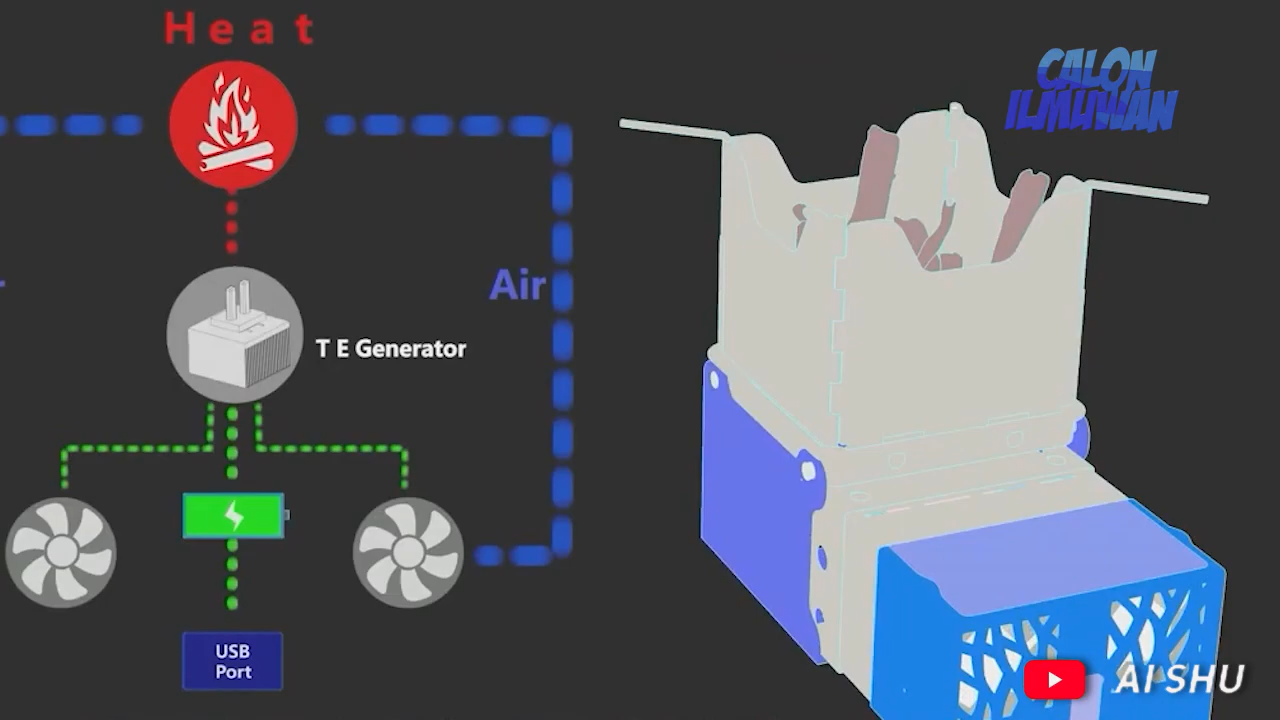 Heat
CALON
ILMUWAN
Air
T E Generator
USB
Port
AI SHU